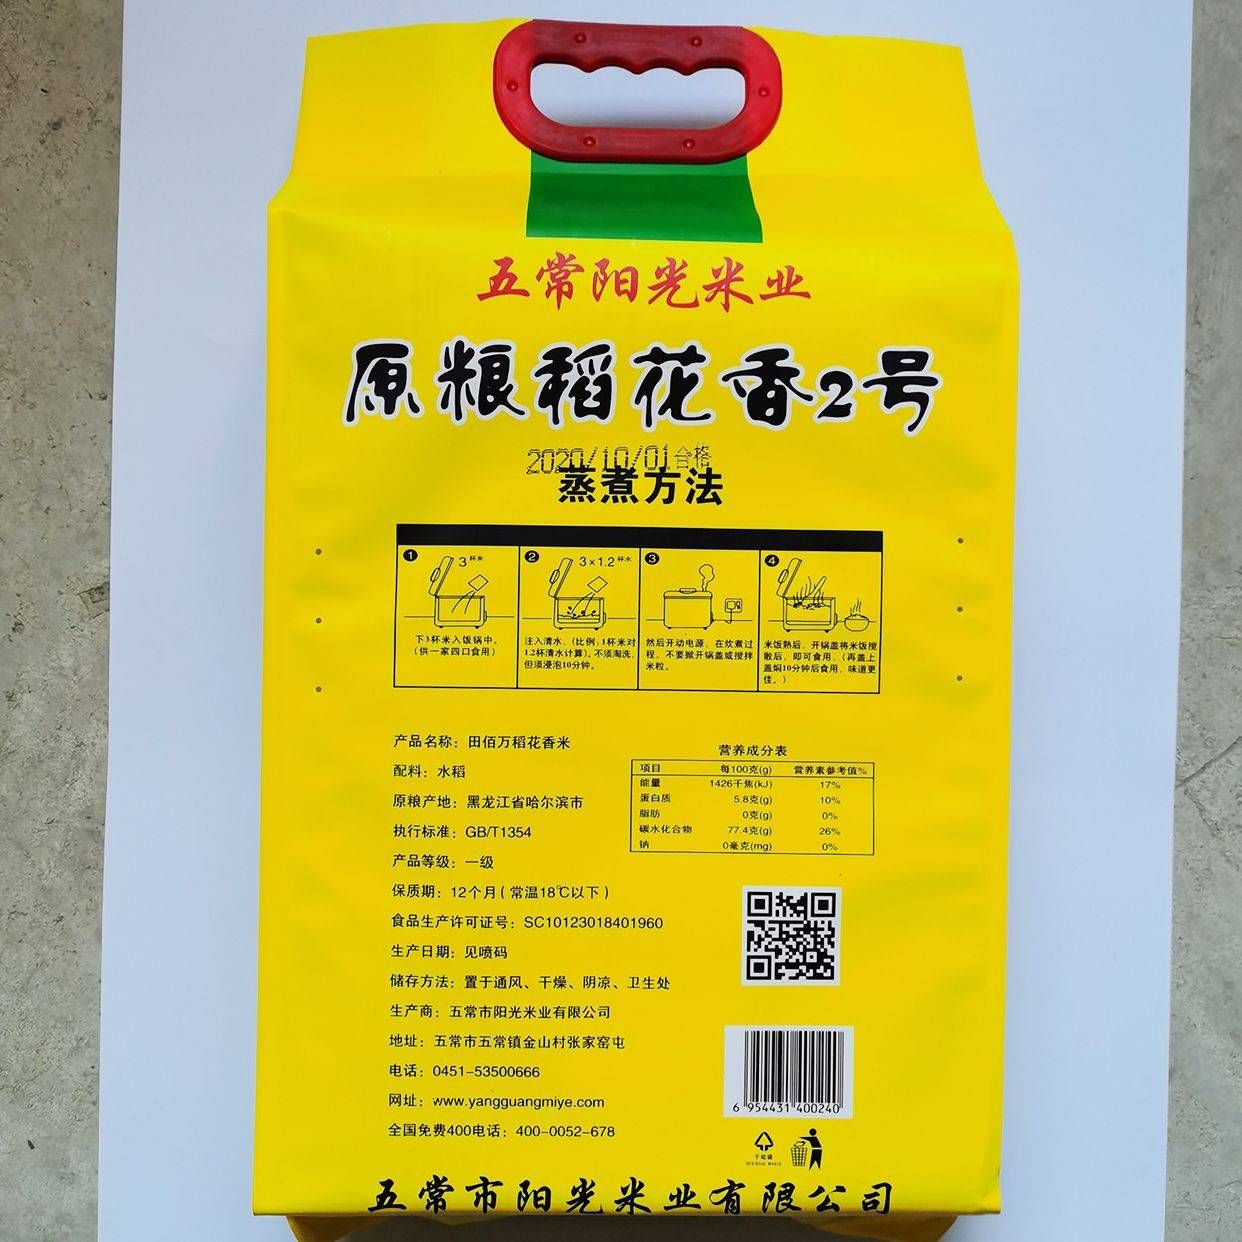 五常阳光米业
原粮稻花香2号
2020/10/01合格
蒸煮方法
1
3杯米
下3杯米入饭锅中。
(供一家四口食用)
2
3×1.2杯水
注入清水，(比例：1杯米对
1.2杯清水计算)。不须淘洗，
但须浸泡10分钟。
3
然后开动电源，在炊煮过
程，不要掀开锅盖或搅拌
米粒。
4
米饭熟后，开锅盖将米饭搅
散后，即可食用，(再盖上
盖焖10分钟后食用，味道更
佳。)
产品名称：田佰万稻花香米
配料：水稻
原粮产地：黑龙江省哈尔滨市
执行标准：GB/T1354
产品等级：一级
保质期：12个月(常温18℃以下)
食品生产许可证号：SC10123018401960
生产日期：见喷码
储存方法：置于通风、干燥、阴凉、卫生处
生产商：五常市阳光米业有限公司
地址：五常市五常镇金山村张家窑屯
电话：0451-53500666
网址：www.yangguangmiye.com
全国免费400电话：400-0052-678
营养成分表
项目 每100克(g) 营养素参考值%
能量 1426千焦(kJ) 17%
蛋白质 5.8克(g) 10%
脂肪 0克(g) 0%
碳水化合物 77.4克(g) 26%
钠 0毫克(mg) 0%
6 954431 400240
干垃圾
RESIDUAL WASTE
五常市阳光米业有限公司